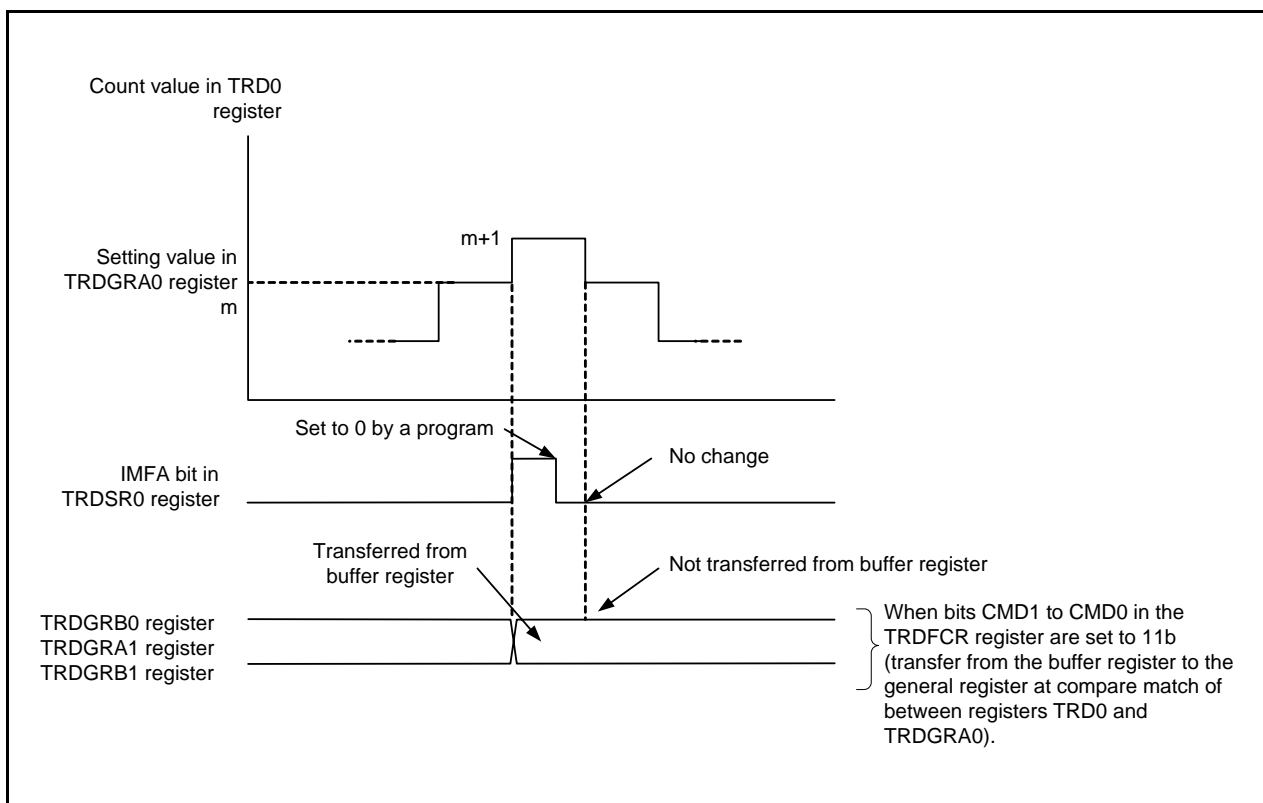 Count value in TRD0
register
m+1
Setting value in
TRDGRA0 register
m
Set to 0 by a program
No change
IMFA bit in
TRDSR0 register
Transferred from
buffer register
Not transferred from buffer register
TRDGRB0 register
TRDGRA1 register
TRDGRB1 register
When bits CMD1 to CMD0 in the
TRDFCR register are set to 11b
(transfer from the buffer register to the
general register at compare match of
between registers TRD0 and
TRDGRA0).